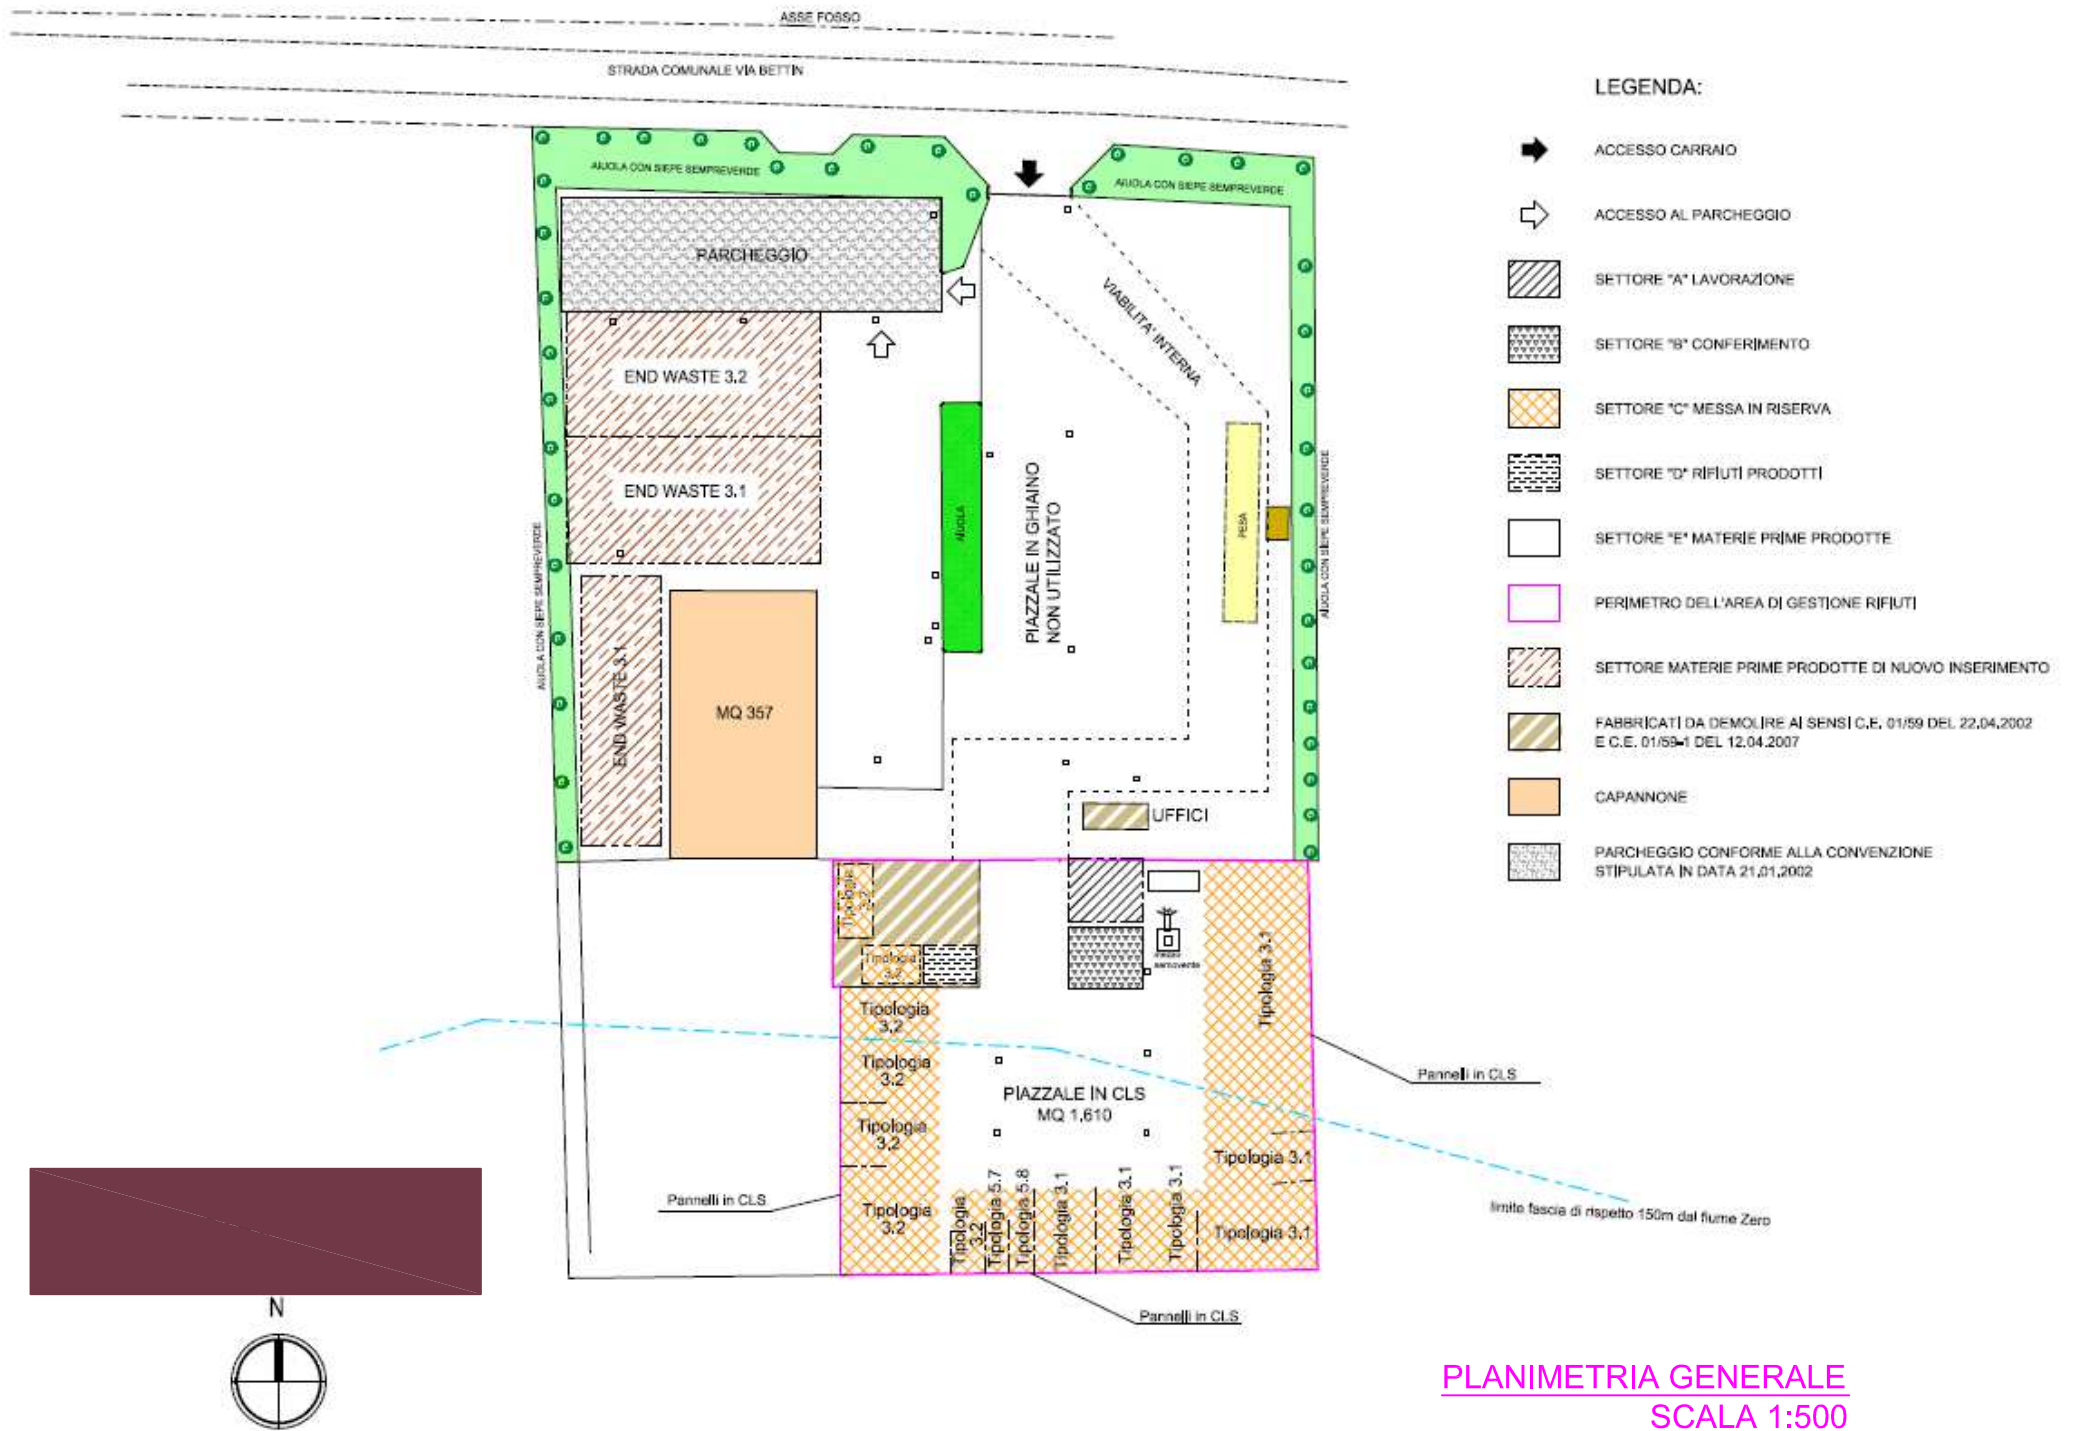 ASSE FOSSO
STRADA COMUNALE VIA BETTIN
AIUOLA CON SIEPE SEMPREVERDE
AIUOLA CON SIEPE SEMPREVERDE
PARCHEGGIO
VIABILITA' INTERNA
END WASTE 3.2
END WASTE 3.1
AIUOLA
PIAZZALE IN GHIAINO
NON UTILIZZATO
PESA
AIUOLA CON SIEPE SEMPREVERDE
AIUOLA CON SIEPE SEMPREVERDE
END WASTE 3.1
MQ 357
UFFICI
Tipologia
3.2
Tipologia
3.2
mezzo
semovente
Tipologia 3.1
Tipologia
3.2
Tipologia
3.2
PIAZZALE IN CLS
MQ 1.610
Tipologia
3.2
Tipologia
3.2
Tipologia
3.2
Tipologia 5.7
Tipologia 5.8
Tipologia 3.1
Tipologia 3.1
Tipologia 3.1
Tipologia 3.1
Tipologia 3.1
Pannelli in CLS
Pannelli in CLS
Pannelli in CLS
limite fascia di rispetto 150m dal fiume Zero
N
LEGENDA:
ACCESSO CARRAIO
ACCESSO AL PARCHEGGIO
SETTORE "A" LAVORAZIONE
SETTORE "B" CONFERIMENTO
SETTORE "C" MESSA IN RISERVA
SETTORE "D" RIFIUTI PRODOTTI
SETTORE "E" MATERIE PRIME PRODOTTE
PERIMETRO DELL'AREA DI GESTIONE RIFIUTI
SETTORE MATERIE PRIME PRODOTTE DI NUOVO INSERIMENTO
FABBRICATI DA DEMOLIRE AI SENSI C.E. 01/59 DEL 22.04.2002
E C.E. 01/59-1 DEL 12.04.2007
CAPANNONE
PARCHEGGIO CONFORME ALLA CONVENZIONE
STIPULATA IN DATA 21.01.2002
PLANIMETRIA GENERALE
SCALA 1:500